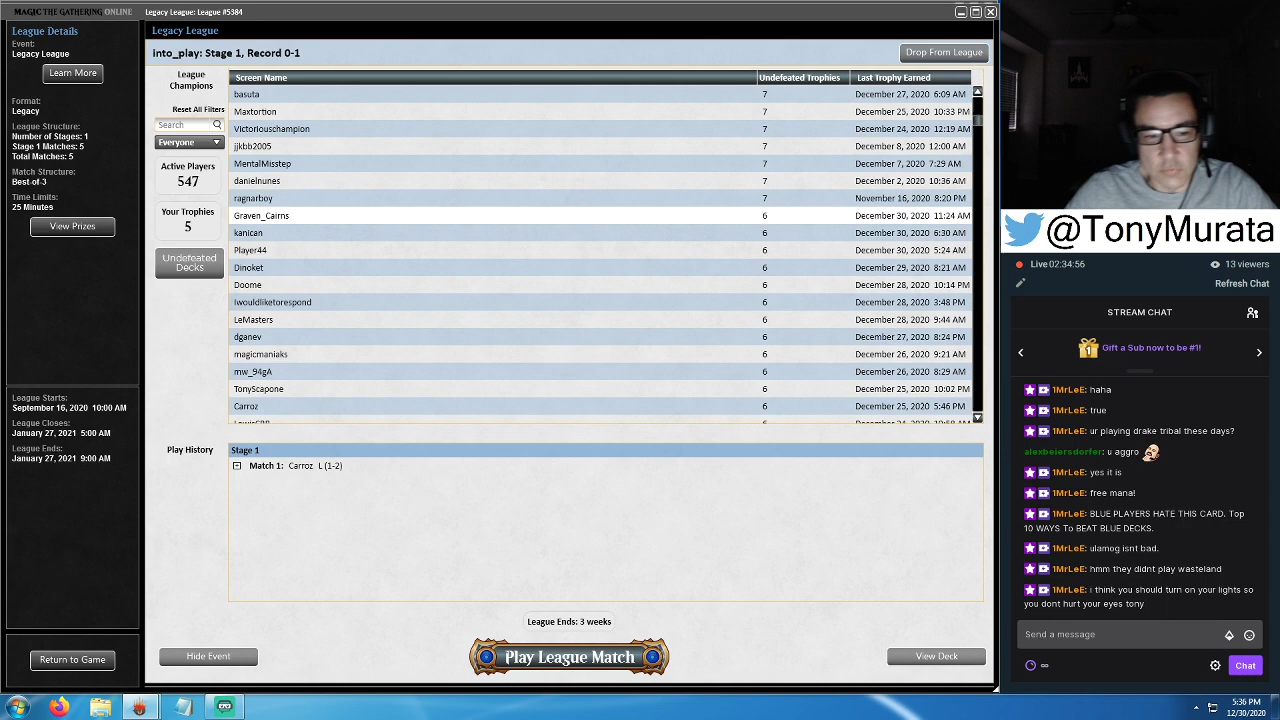 MAGIC THE GATHERING ONLINE
Legacy League: League #5384
League Details
Event:
Legacy League
Learn More
Format:
Legacy
League Structure:
Number of Stages: 1
Stage 1 Matches: 5
Total Matches: 5
Match Structure:
Best-of-3
Time Limits:
25 Minutes
View Prizes
League Starts:
September 16, 2020 10:00 AM
League Closes:
January 27, 2021 5:00 AM
League Ends:
January 27, 2021 9:00 AM
Return to Game
Legacy League
into_play: Stage 1, Record 0-1
Drop From League
League
Champions
Reset All Filters
Search
Everyone
Active Players
547
Your Trophies
5
Undefeated
Decks
Screen Name Undefeated Trophies Last Trophy Earned
basuta 7 December 27, 2020 6:09 AM
Maxtortion 7 December 25, 2020 10:33 PM
Victoriouschampion 7 December 24, 2020 12:19 AM
jjkbb2005 7 December 8, 2020 12:00 AM
MentalMisstep 7 December 7, 2020 7:29 AM
danielnunes 7 December 2, 2020 10:36 AM
ragnarboy 7 November 16, 2020 8:20 PM
Graven_Cairns 6 December 30, 2020 11:24 AM
kanican 6 December 30, 2020 6:30 AM
Player44 6 December 30, 2020 5:24 AM
Dinoket 6 December 29, 2020 8:21 AM
Doome 6 December 28, 2020 10:14 PM
Iwouldliketorespond 6 December 28, 2020 3:48 PM
LeMasters 6 December 28, 2020 9:44 AM
dganev 6 December 27, 2020 8:24 PM
magicmaniaks 6 December 26, 2020 9:21 AM
mw_94gA 6 December 26, 2020 8:29 AM
TonyScapone 6 December 25, 2020 10:02 PM
Carroz 6 December 25, 2020 5:46 PM
Play History
Stage 1
Match 1: Carroz L (1-2)
League Ends: 3 weeks
Hide Event
Play League Match
View Deck
@TonyMurata
Live 02:34:56
13 viewers
Refresh Chat
STREAM CHAT
1
Gift a Sub now to be #1!
1MrLeE: haha
1MrLeE: true
1MrLeE: ur playing drake tribal these days?
alexbeiersdorfer: u aggro
1MrLeE: yes it is
1MrLeE: free mana!
1MrLeE: BLUE PLAYERS HATE THIS CARD. Top
10 WAYS To BEAT BLUE DECKS.
1MrLeE: ulamog isnt bad.
1MrLeE: hmm they didnt play wasteland
1MrLeE: i think you should turn on your lights so
you dont hurt your eyes tony
Send a message
∞
Chat
5:36 PM
12/30/2020